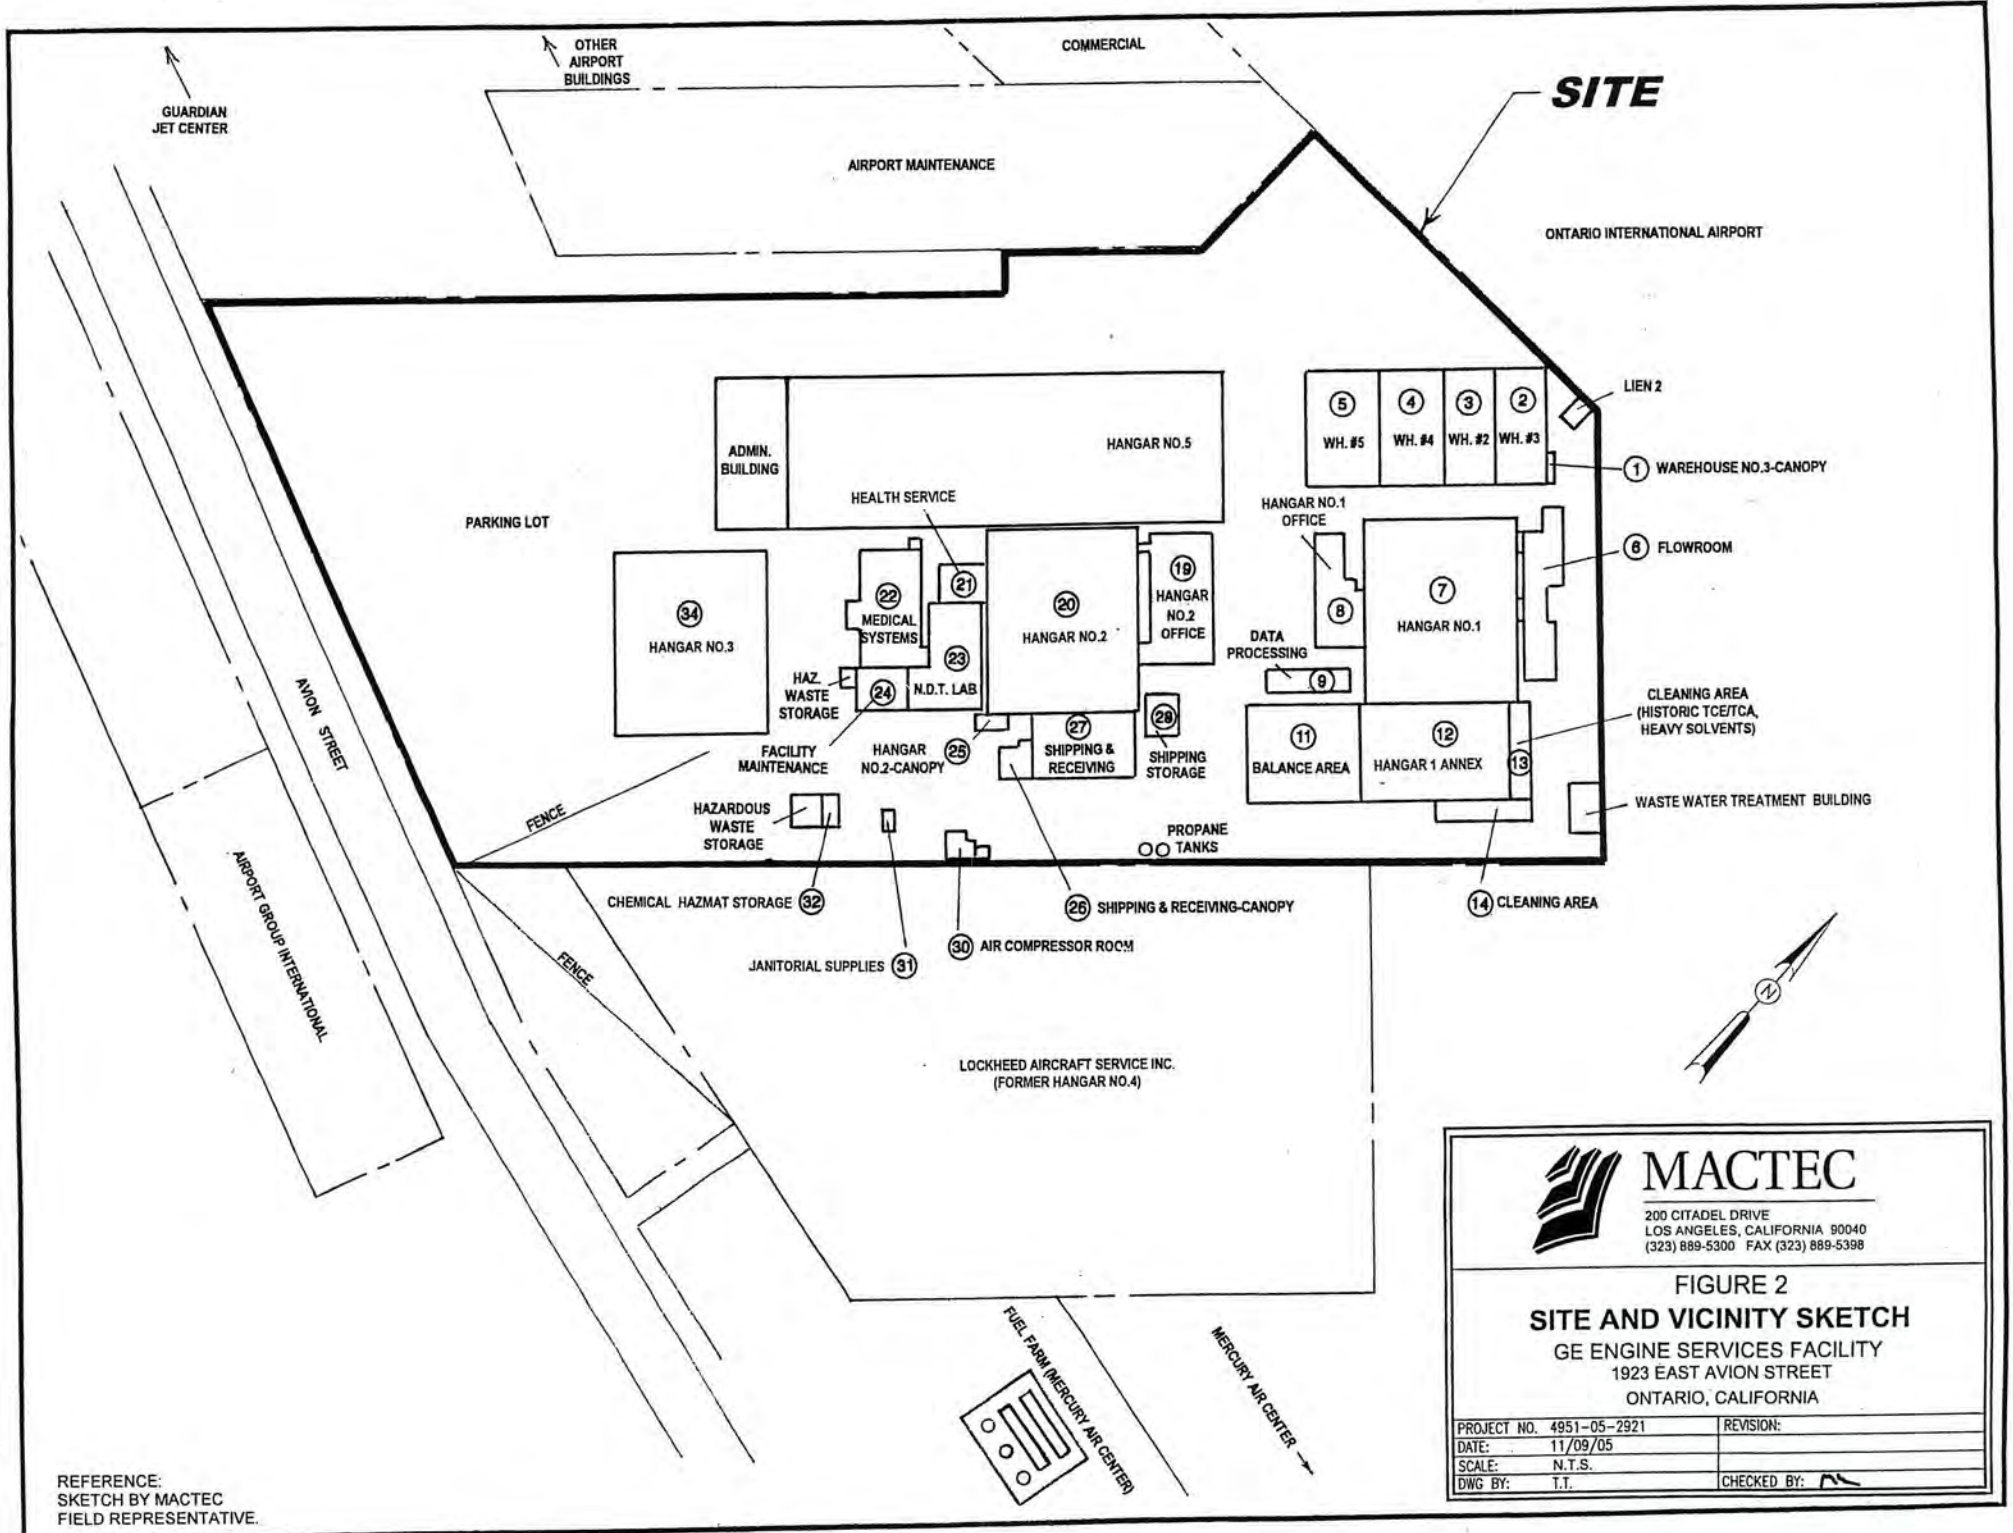 OTHER
AIRPORT
BUILDINGS
COMMERCIAL
SITE
GUARDIAN
JET CENTER
AIRPORT MAINTENANCE
ONTARIO INTERNATIONAL AIRPORT
LIEN 2
5
4
3
2
WH. #5
WH. #4
WH. #2
WH. #3
ADMIN.
BUILDING
HANGAR NO.5
1 WAREHOUSE NO.3-CANOPY
HEALTH SERVICE
HANGAR NO.1
OFFICE
PARKING LOT
6 FLOWROOM
34
HANGAR NO.3
22
MEDICAL
SYSTEMS
21
20
HANGAR NO.2
19
HANGAR
NO.2
OFFICE
8
7
HANGAR NO.1
DATA
PROCESSING
9
23
N.D.T. LAB
24
HAZ.
WASTE
STORAGE
CLEANING AREA
(HISTORIC TCE/TCA,
HEAVY SOLVENTS)
AVION STREET
FACILITY
MAINTENANCE
HANGAR
NO.2-CANOPY
25
27
SHIPPING &
RECEIVING
28
SHIPPING
STORAGE
11
BALANCE AREA
12
HANGAR 1 ANNEX
13
FENCE
HAZARDOUS
WASTE
STORAGE
PROPANE
TANKS
WASTE WATER TREATMENT BUILDING
CHEMICAL HAZMAT STORAGE 32
26 SHIPPING & RECEIVING-CANOPY
14 CLEANING AREA
30 AIR COMPRESSOR ROOM
JANITORIAL SUPPLIES 31
FENCE
AIRPORT GROUP INTERNATIONAL
N
LOCKHEED AIRCRAFT SERVICE INC.
(FORMER HANGAR NO.4)
FUEL FARM (MERCURY AIR CENTER)
MERCURY AIR CENTER
MACTEC
200 CITADEL DRIVE
LOS ANGELES, CALIFORNIA 90040
(323) 889-5300 FAX (323) 889-5398
FIGURE 2
SITE AND VICINITY SKETCH
GE ENGINE SERVICES FACILITY
1923 EAST AVION STREET
ONTARIO, CALIFORNIA
PROJECT NO. 4951-05-2921 REVISION:
DATE: 11/09/05
SCALE: N.T.S.
DWG BY: T.T. CHECKED BY:
REFERENCE:
SKETCH BY MACTEC
FIELD REPRESENTATIVE.